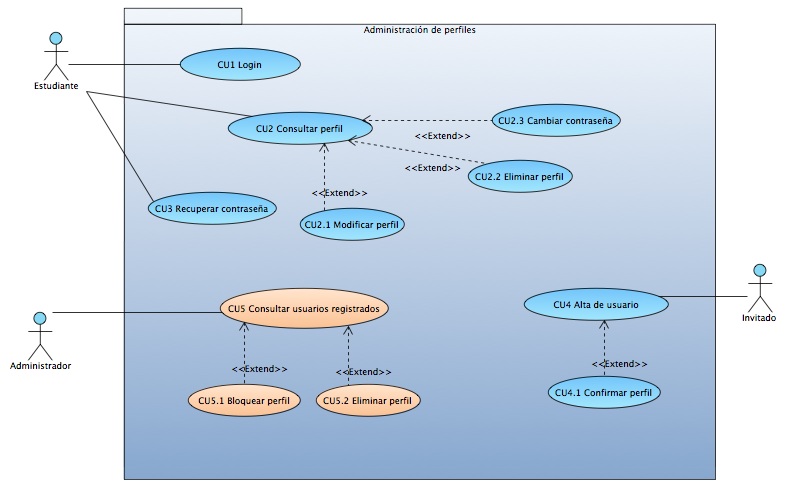 Administración de perfiles
CU1 Login
Estudiante
CU2 Consultar perfil
CU2.3 Cambiar contraseña
<<Extend>>
<<Extend>>
CU2.2 Eliminar perfil
<<Extend>>
CU3 Recuperar contraseña
CU2.1 Modificar perfil
CU5 Consultar usuarios registrados
CU4 Alta de usuario
Invitado
Administrador
<<Extend>>
<<Extend>>
<<Extend>>
CU5.1 Bloquear perfil
CU5.2 Eliminar perfil
CU4.1 Confirmar perfil